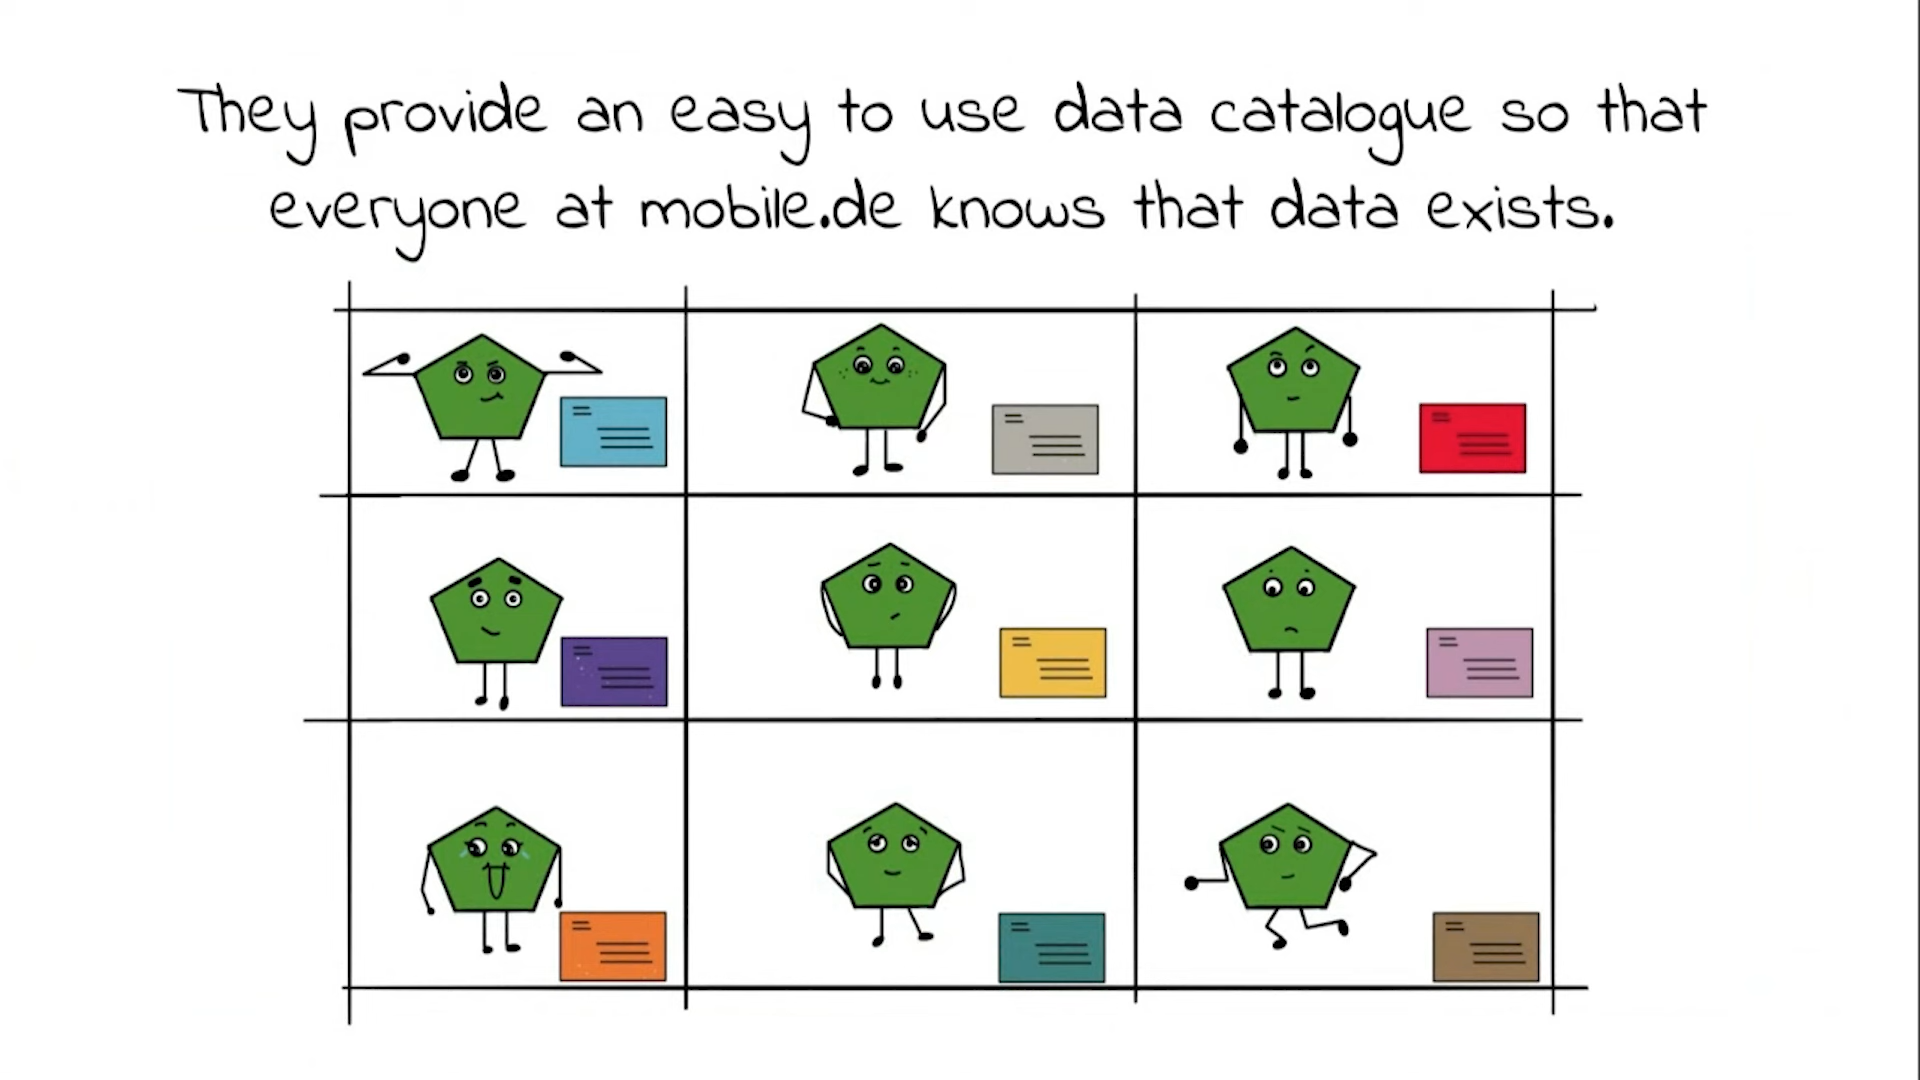 They provide an easy to use data catalogue so that
everyone at mobile.de knows that data exists.